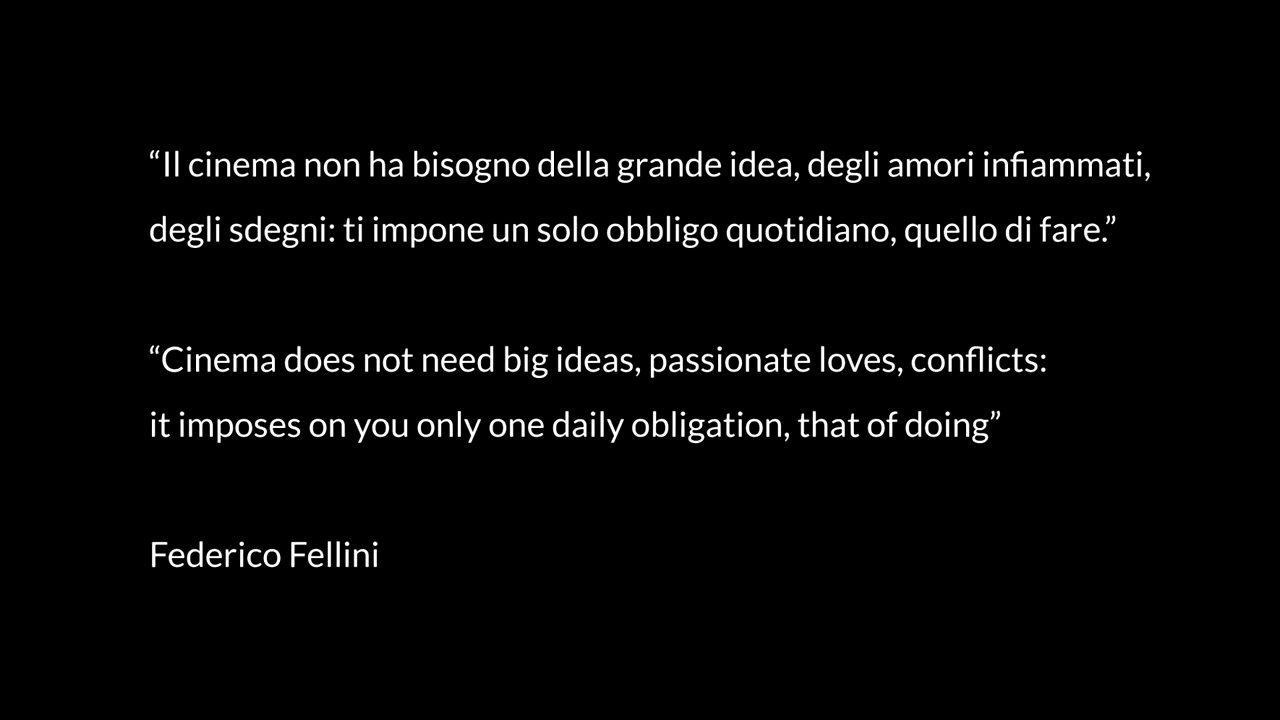 “Il cinema non ha bisogno della grande idea, degli amori infiammati,
degli sdegni: ti impone un solo obbligo quotidiano, quello di fare.”
“Cinema does not need big ideas, passionate loves, conflicts:
it imposes on you only one daily obligation, that of doing”
Federico Fellini